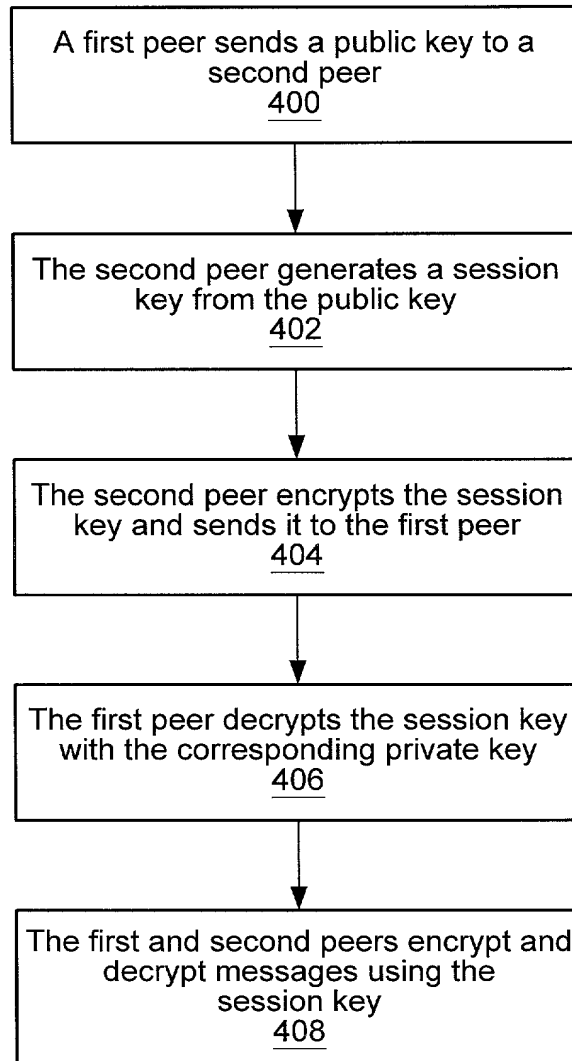 A first peer sends a public key to a
second peer
400
The second peer generates a session
key from the public key
402
The second peer encrypts the session
key and sends it to the first peer
404
The first peer decrypts the session key
with the corresponding private key
406
The first and second peers encrypt and
decrypt messages using the
session key
408